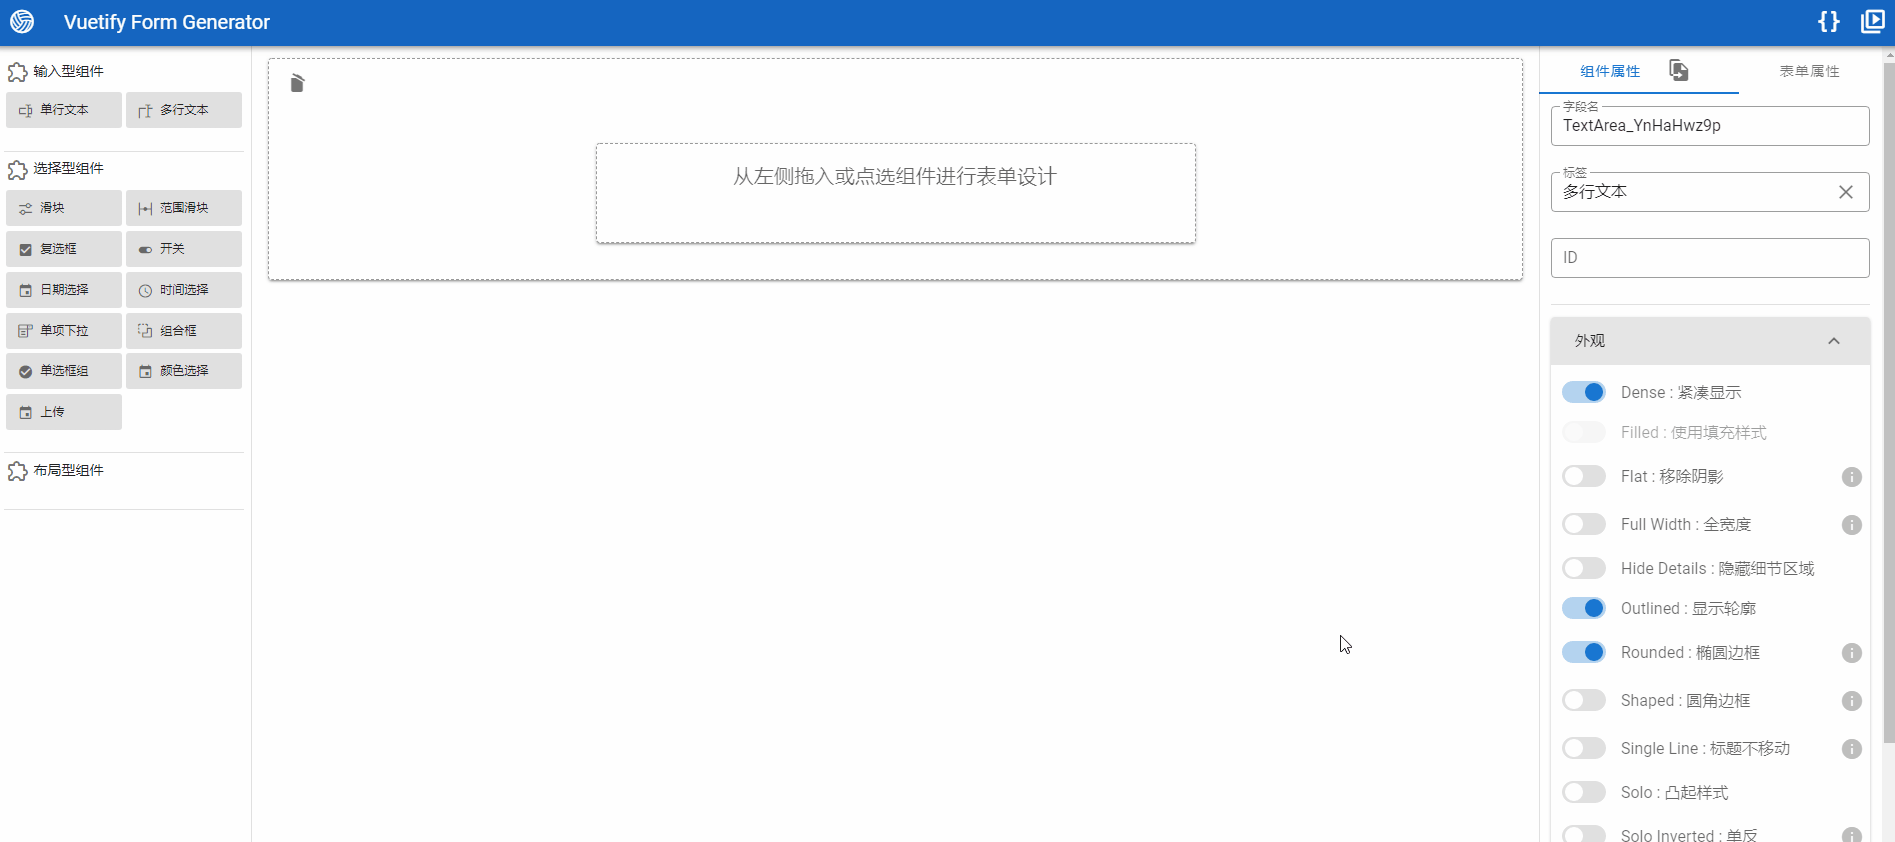 Vuetify Form Generator
输入型组件
单行文本
多行文本
选择型组件
滑块
范围滑块
复选框
开关
日期选择
时间选择
单项下拉
组合框
单选框组
颜色选择
上传
布局型组件
从左侧拖入或点选组件进行表单设计
组件属性
表单属性
字段名
TextArea_YnHaHwz9p
标签
多行文本
ID
外观
Dense : 紧凑显示
Filled : 使用填充样式
Flat : 移除阴影
Full Width : 全宽度
Hide Details : 隐藏细节区域
Outlined : 显示轮廓
Rounded : 椭圆边框
Shaped : 圆角边框
Single Line : 标题不移动
Solo : 凸起样式
Solo Inverted : 单反